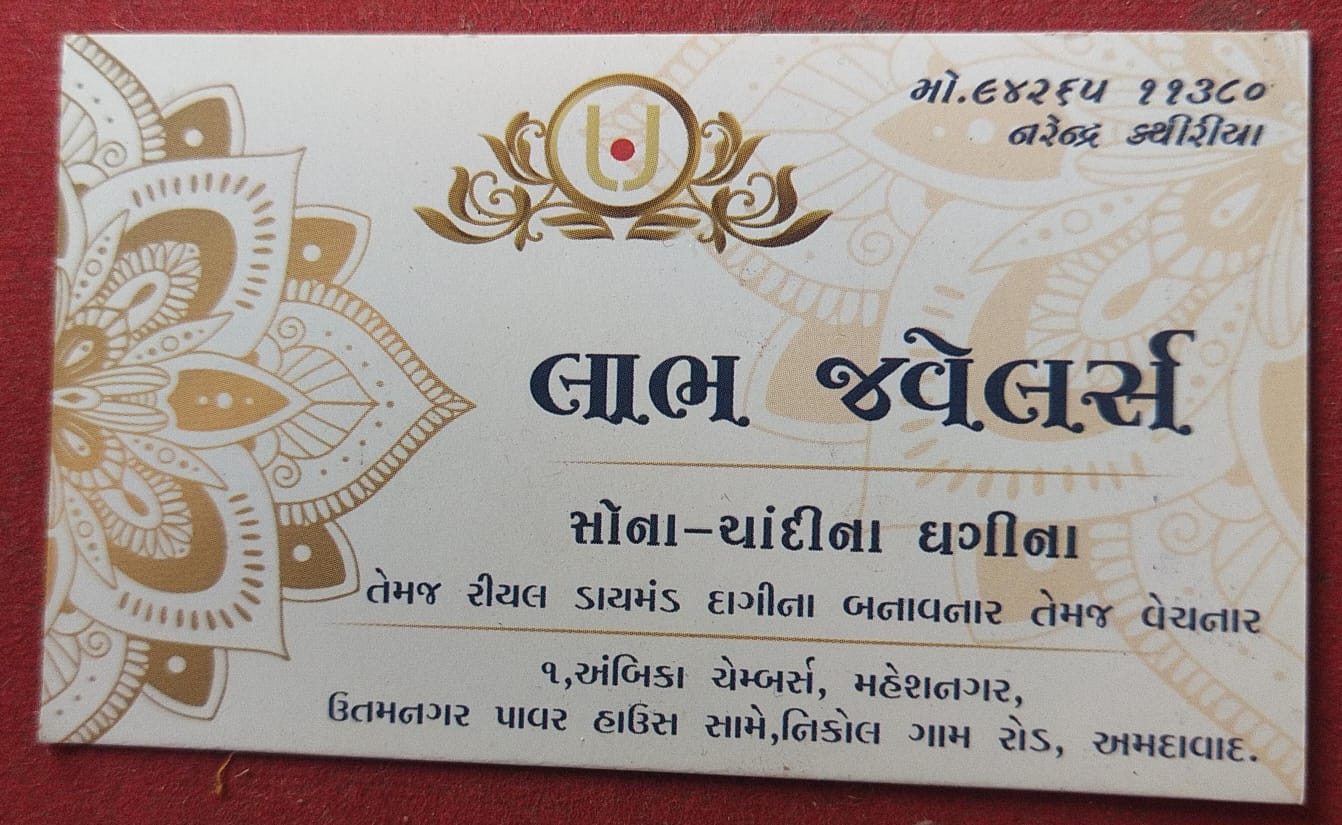 મો.૯૪૨૬૫ ૧૧૩૮૦
નરેન્દ્ર ક્થીરીયા
લાભ જવેલર્સ
સોના-ચાંદીના ઘગીના
તેમજ રીયલ ડાયમંડ દાગીના બનાવનાર તેમજ વેચનાર
૧,અંબિકા ચેમ્બર્સ, મહેશનગર,
ઉતમનગર પાવર હાઉસ સામે,નિકોલ ગામ રોડ, અમદાવાદ.